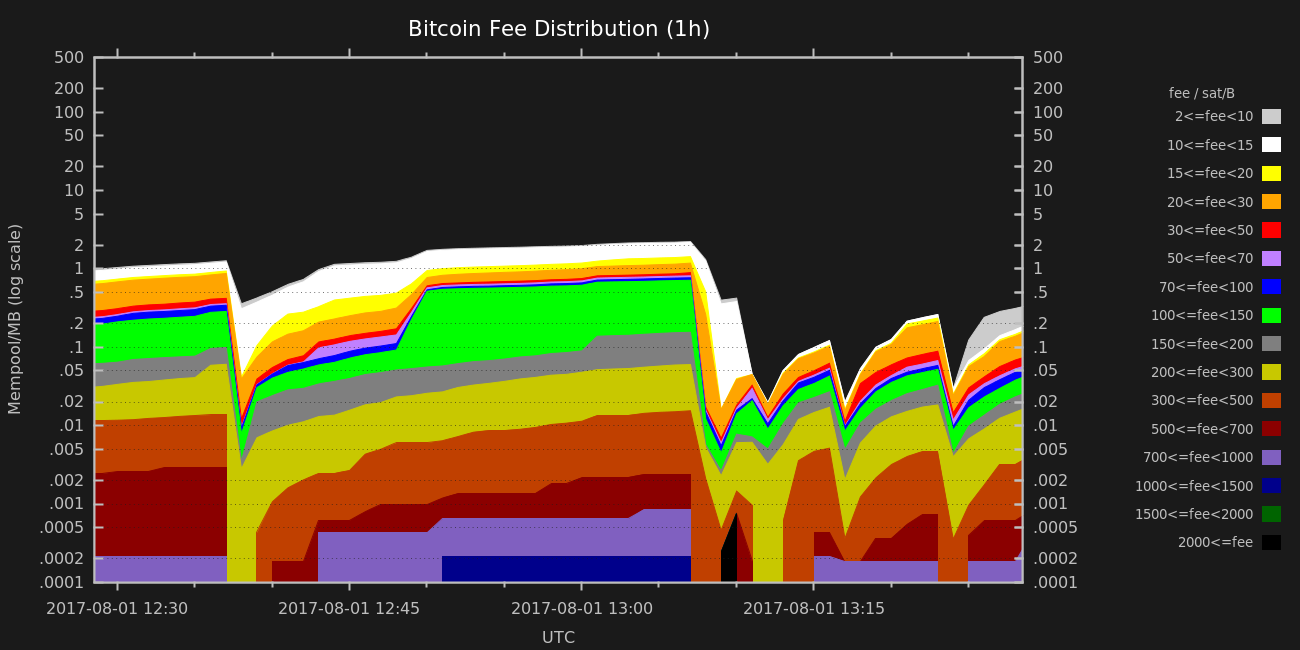 Bitcoin Fee Distribution (1h)
Mempool/MB (log scale)
500
200
100
50
20
10
5
2
1
.5
.2
.1
.05
.02
.01
.005
.002
.001
.0005
.0002
.0001
500
200
100
50
20
10
5
2
1
.5
.2
.1
.05
.02
.01
.005
.002
.001
.0005
.0002
.0001
2017-08-01 12:30
2017-08-01 12:45
2017-08-01 13:00
2017-08-01 13:15
UTC
fee / sat/B
2<=fee<10
10<=fee<15
15<=fee<20
20<=fee<30
30<=fee<50
50<=fee<70
70<=fee<100
100<=fee<150
150<=fee<200
200<=fee<300
300<=fee<500
500<=fee<700
700<=fee<1000
1000<=fee<1500
1500<=fee<2000
2000<=fee